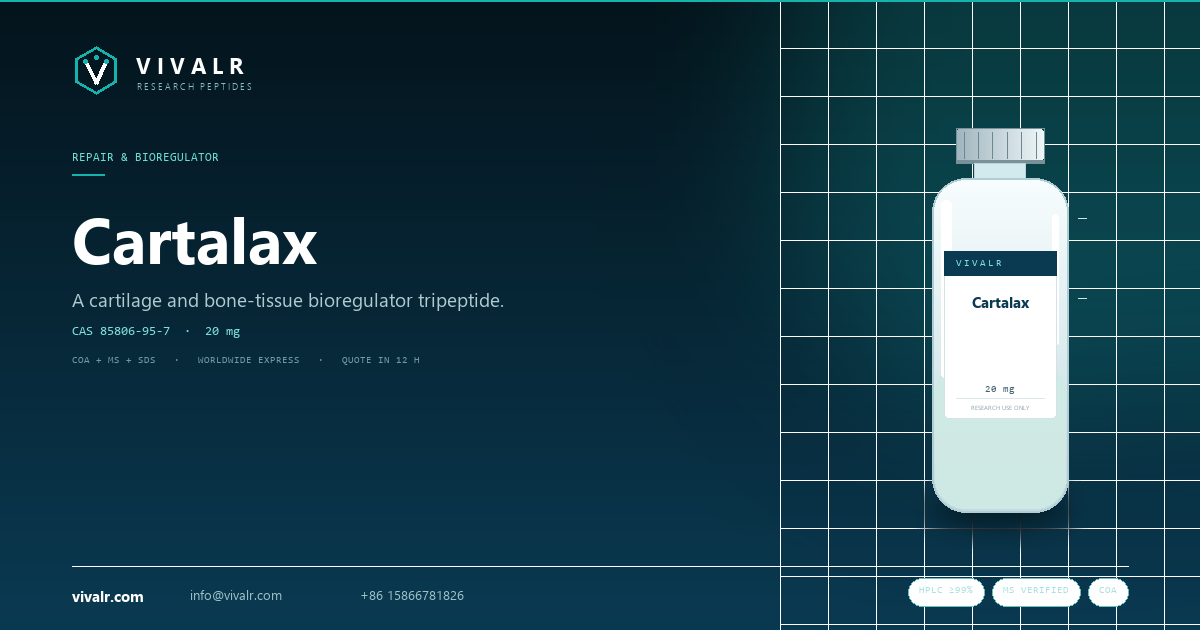 VIVALR
RESEARCH PEPTIDES
REPAIR & BIOREGULATOR
Cartalax
A cartilage and bone-tissue bioregulator tripeptide.
CAS 85806-95-7 · 20 mg
COA + MS + SDS · WORLDWIDE EXPRESS · QUOTE IN 12 H
VIVALR
Cartalax
20 mg
RESEARCH USE ONLY
vivalr.com info@vivalr.com +86 15866781826
HPLC ≥99% MS VERIFIED COA